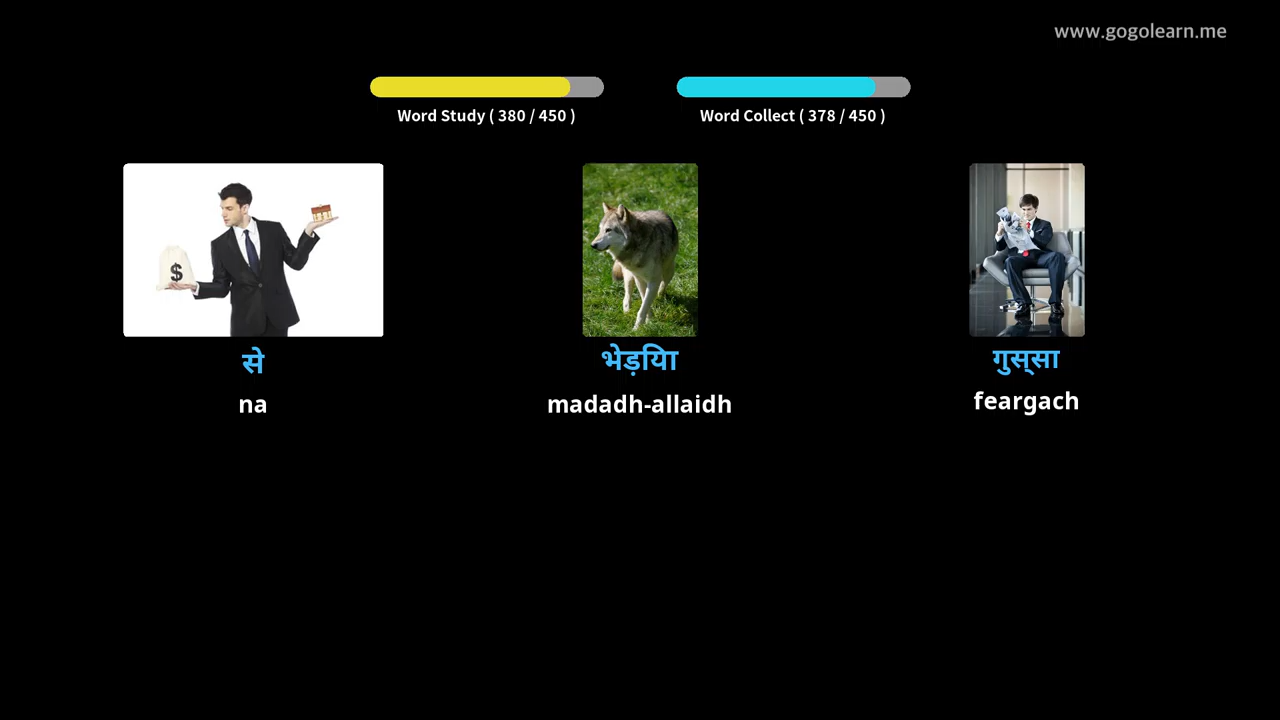 www.gogolearn.me
Word Study ( 380 / 450 )
Word Collect ( 378 / 450 )
$
से
भेड़िया
गुस्सा
na
madadh-allaidh
feargach